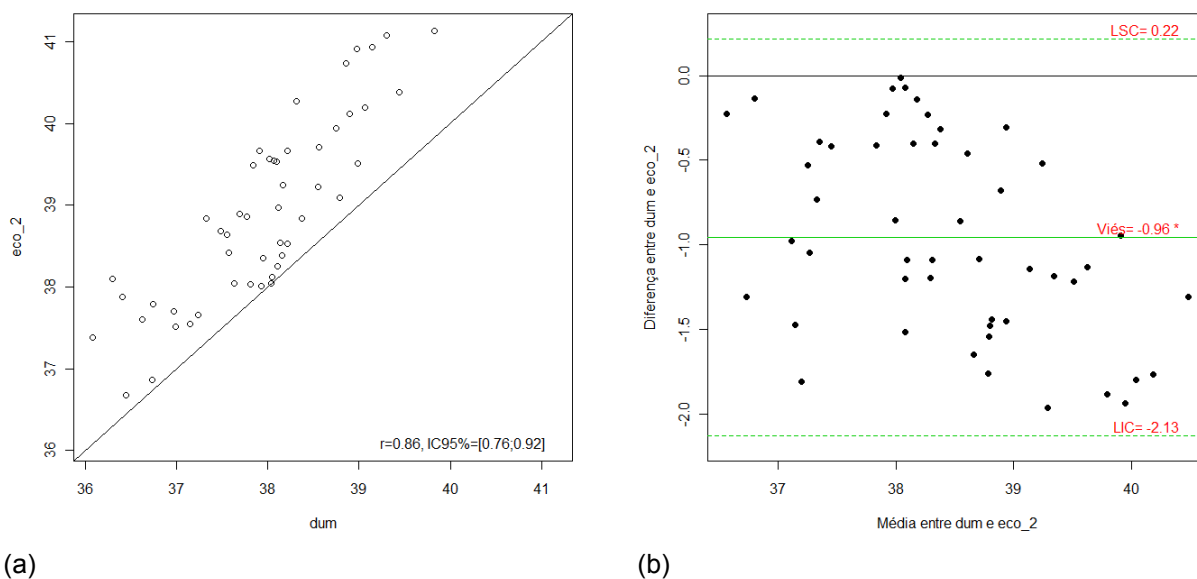 41
40
39
38
37
36
eco_2
r=0.86, IC95%=[0.76;0.92]
36 37 38 39 40 41
dum
(a)
LSC= 0.22
0.0
-0.5
-1.0
-1.5
-2.0
Diferença entre dum e eco_2
Viés= -0.96 *
LIC= -2.13
37 38 39 40
Média entre dum e eco_2
(b)